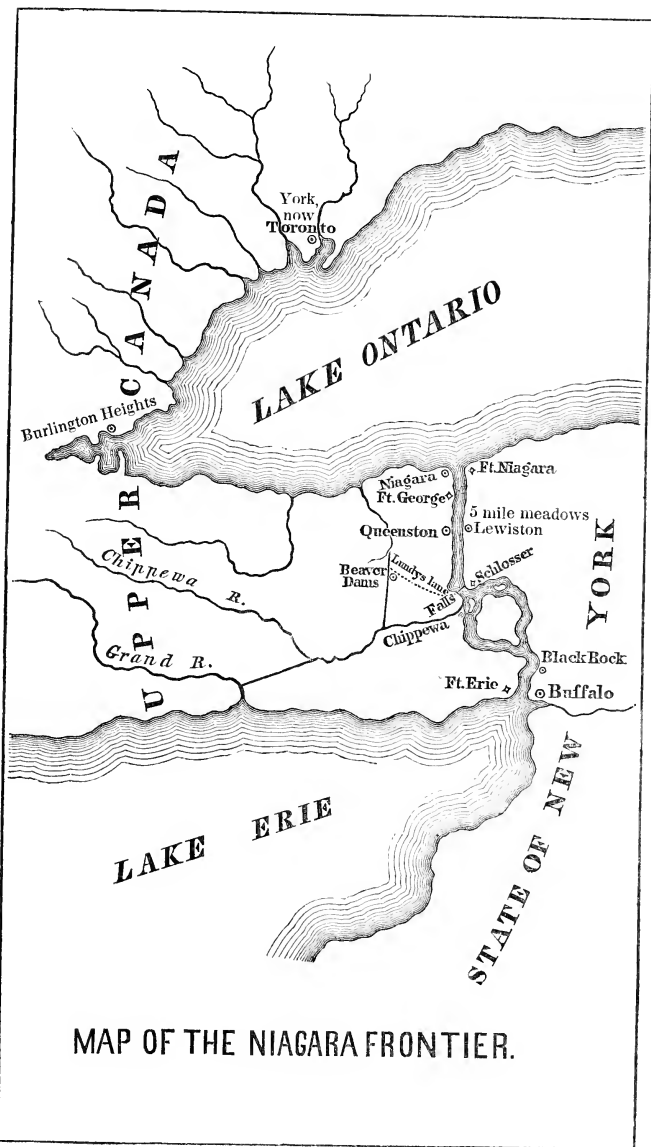 York,
now
Toronto
UPPER CANADA
LAKE ONTARIO
Burlington Heights
Niagara
Ft. Niagara
Ft. George
5 mile meadows
Queenston
Lewiston
Chippewa R.
Beaver
Dams
Lundys lane
Schlosser
Falls
Chippewa
Grand R.
Black Rock
Ft. Erie
Buffalo
LAKE ERIE
STATE OF NEW YORK
MAP OF THE NIAGARA FRONTIER.